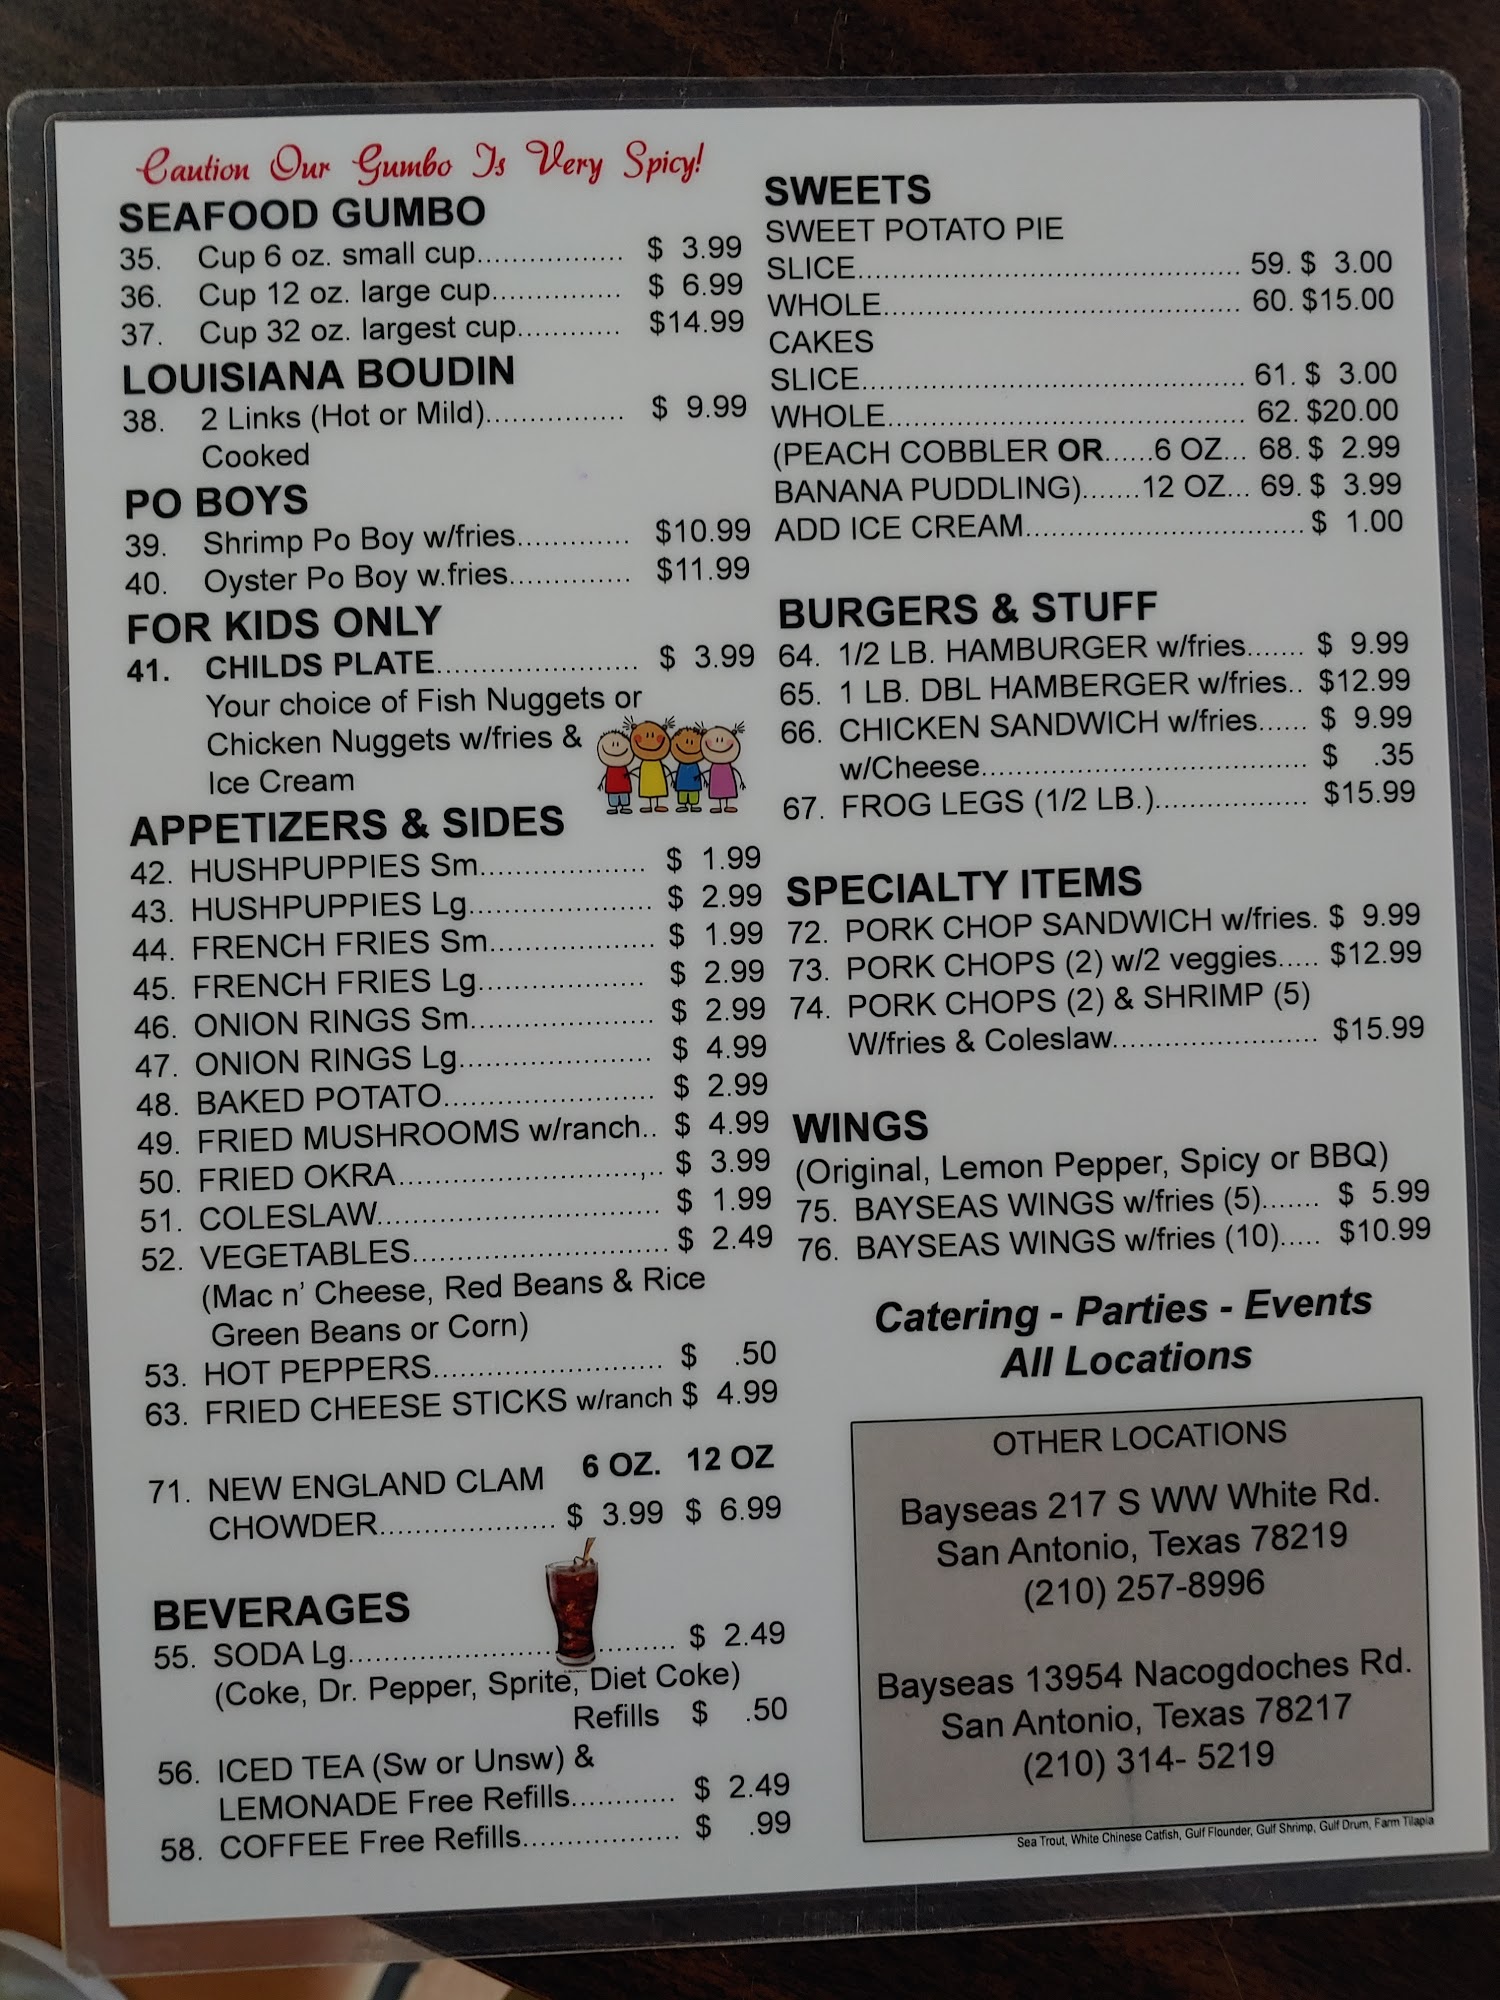 Caution Our Gumbo Is Very Spicy!
SEAFOOD GUMBO
35. Cup 6 oz. small cup................. $ 3.99
36. Cup 12 oz. large cup............... $ 6.99
37. Cup 32 oz. largest cup............ $14.99
LOUISIANA BOUDIN
38. 2 Links (Hot or Mild)................ $ 9.99
Cooked
PO BOYS
39. Shrimp Po Boy w/fries............. $10.99
40. Oyster Po Boy w.fries.............. $11.99
FOR KIDS ONLY
41. CHILDS PLATE....................... $ 3.99
Your choice of Fish Nuggets or
Chicken Nuggets w/fries &
Ice Cream
APPETIZERS & SIDES
42. HUSHPUPPIES Sm................... $ 1.99
43. HUSHPUPPIES Lg..................... $ 2.99
44. FRENCH FRIES Sm................... $ 1.99
45. FRENCH FRIES Lg................... $ 2.99
46. ONION RINGS Sm..................... $ 2.99
47. ONION RINGS Lg...................... $ 4.99
48. BAKED POTATO........................ $ 2.99
49. FRIED MUSHROOMS w/ranch.. $ 4.99
50. FRIED OKRA..........................,.. $ 3.99
51. COLESLAW................................ $ 1.99
52. VEGETABLES............................. $ 2.49
(Mac n’ Cheese, Red Beans & Rice
Green Beans or Corn)
53. HOT PEPPERS.......................... $ .50
63. FRIED CHEESE STICKS w/ranch $ 4.99
6 OZ. 12 OZ
71. NEW ENGLAND CLAM
CHOWDER.................... $ 3.99 $ 6.99
BEVERAGES
55. SODA Lg.................................. $ 2.49
(Coke, Dr. Pepper, Sprite, Diet Coke)
Refills $ .50
56. ICED TEA (Sw or Unsw) &
LEMONADE Free Refills............ $ 2.49
58. COFFEE Free Refills.................. $ .99
SWEETS
SWEET POTATO PIE
SLICE........................................... 59. $ 3.00
WHOLE........................................ 60. $15.00
CAKES
SLICE........................................... 61. $ 3.00
WHOLE........................................ 62. $20.00
(PEACH COBBLER OR......6 OZ... 68. $ 2.99
BANANA PUDDLING).......12 OZ... 69. $ 3.99
ADD ICE CREAM............................... $ 1.00
BURGERS & STUFF
64. 1/2 LB. HAMBURGER w/fries....... $ 9.99
65. 1 LB. DBL HAMBERGER w/fries.. $12.99
66. CHICKEN SANDWICH w/fries...... $ 9.99
w/Cheese..................................... $ .35
67. FROG LEGS (1/2 LB.)................. $15.99
SPECIALTY ITEMS
72. PORK CHOP SANDWICH w/fries. $ 9.99
73. PORK CHOPS (2) w/2 veggies..... $12.99
74. PORK CHOPS (2) & SHRIMP (5)
W/fries & Coleslaw....................... $15.99
WINGS
(Original, Lemon Pepper, Spicy or BBQ)
75. BAYSEAS WINGS w/fries (5)....... $ 5.99
76. BAYSEAS WINGS w/fries (10)..... $10.99
Catering - Parties - Events
All Locations
OTHER LOCATIONS
Bayseas 217 S WW White Rd.
San Antonio, Texas 78219
(210) 257-8996
Bayseas 13954 Nacogdoches Rd.
San Antonio, Texas 78217
(210) 314- 5219
Sea Trout, White Chinese Catfish, Gulf Flounder, Gulf Shrimp, Gulf Drum, Farm Tilapia